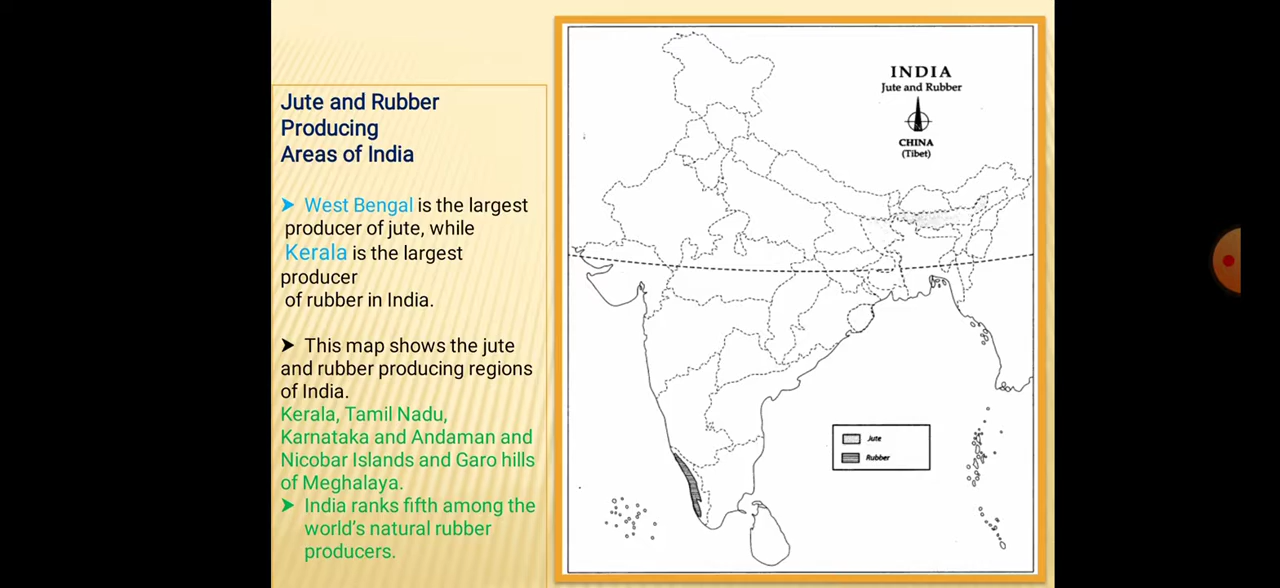 Jute and Rubber
Producing
Areas of India
➤ West Bengal is the largest
producer of jute, while
Kerala is the largest
producer
of rubber in India.
➤ This map shows the jute
and rubber producing regions
of India.
Kerala, Tamil Nadu,
Karnataka and Andaman and
Nicobar Islands and Garo hills
of Meghalaya.
➤ India ranks fifth among the
world’s natural rubber
producers.
INDIA
Jute and Rubber
CHINA
(Tibet)
Jute
Rubber